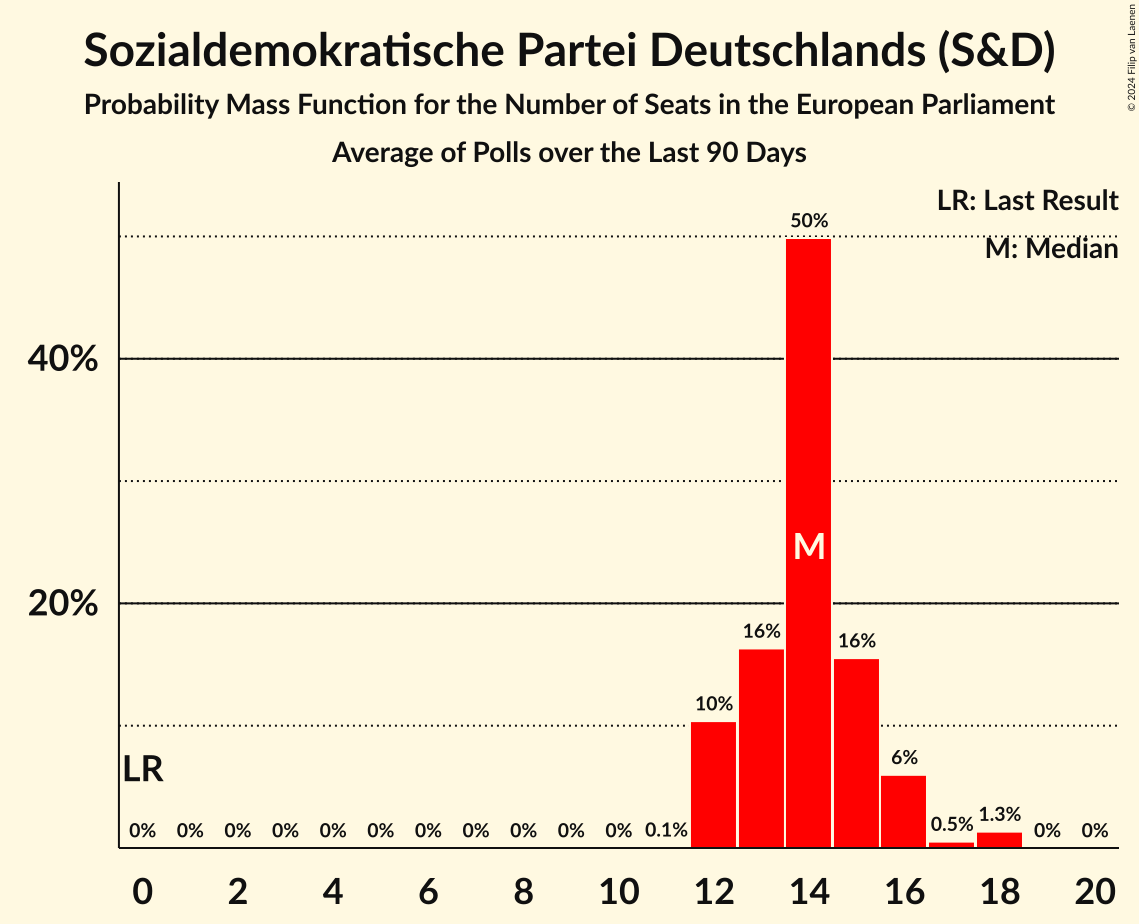 Sozialdemokratische Partei Deutschlands (S&D)
Probability Mass Function for the Number of Seats in the European Parliament
Average of Polls over the Last 90 Days
© 2024 Filip van Laenen
LR: Last Result
M: Median
50%
40%
M
20%
16%
16%
10%
6%
LR
0% 0% 0% 0% 0% 0% 0% 0% 0% 0% 0% 0.1% 0.5% 1.3% 0% 0%
0 2 4 6 8 10 12 14 16 18 20